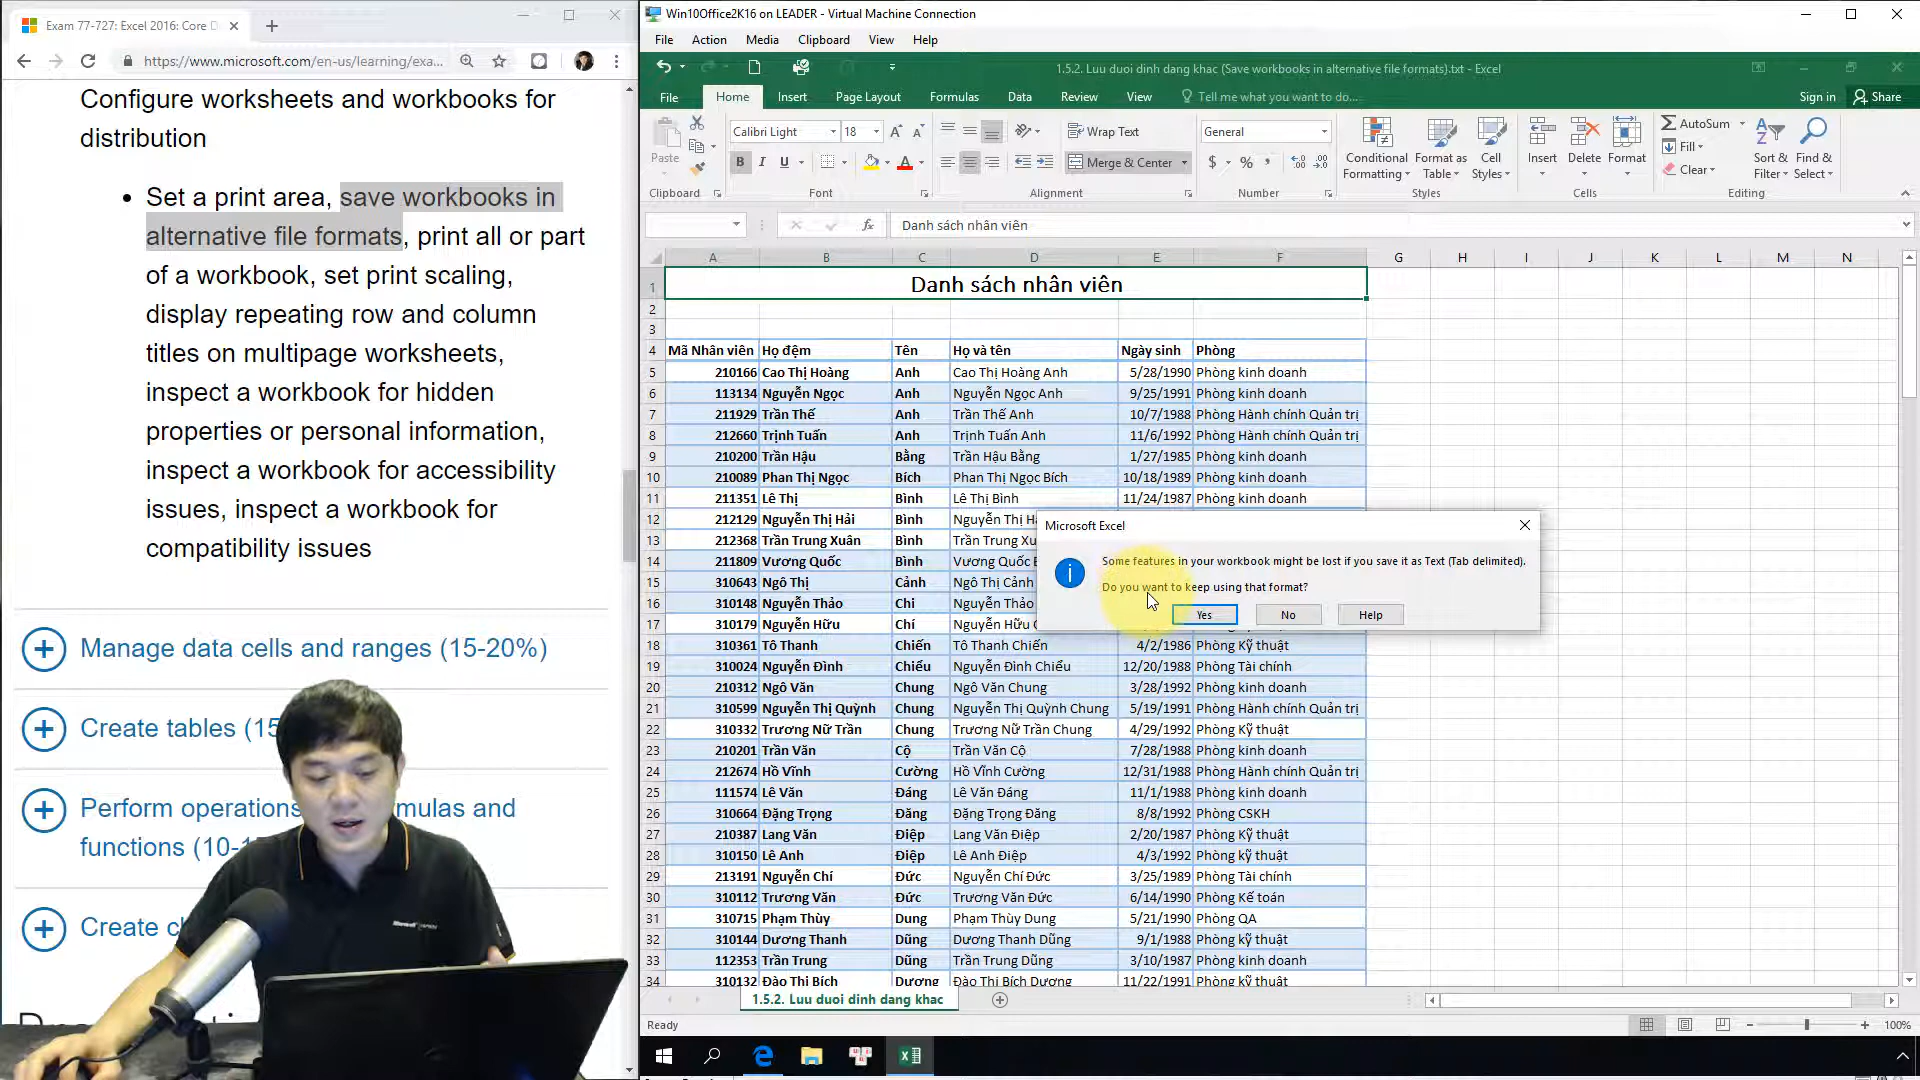 Exam 77-727: Excel 2016: Core D
https://www.microsoft.com/en-us/learning/exa...
Configure worksheets and workbooks for
distribution
Set a print area, save workbooks in
alternative file formats, print all or part
of a workbook, set print scaling,
display repeating row and column
titles on multipage worksheets,
inspect a workbook for hidden
properties or personal information,
inspect a workbook for accessibility
issues, inspect a workbook for
compatibility issues
Manage data cells and ranges (15-20%)
Create tables (15
Perform operations mulas and
functions (10-1
Create c
Win10Office2K16 on LEADER - Virtual Machine Connection
File Action Media Clipboard View Help
1.5.2. Luu duoi dinh dang khac (Save workbooks in alternative file formats).txt - Excel
File Home Insert Page Layout Formulas Data Review View Tell me what you want to do... Sign in Share
Paste
Calibri Light 18
B I U
Wrap Text
Merge & Center
General
$ % ,
Conditional Formatting
Format as Table
Cell Styles
Insert Delete Format
AutoSum
Fill
Clear
Sort & Filter
Find & Select
Clipboard Font Alignment Number Styles Cells Editing
fx Danh sách nhân viên
A B C D E F G H I J K L M N
1 Danh sách nhân viên
2
3
4 Mã Nhân viên Họ đệm Tên Họ và tên Ngày sinh Phòng
5 210166 Cao Thị Hoàng Anh Cao Thị Hoàng Anh 5/28/1990 Phòng kinh doanh
6 113134 Nguyễn Ngọc Anh Nguyễn Ngọc Anh 9/25/1991 Phòng kinh doanh
7 211929 Trần Thế Anh Trần Thế Anh 10/7/1988 Phòng Hành chính Quản trị
8 212660 Trịnh Tuấn Anh Trịnh Tuấn Anh 11/6/1992 Phòng Hành chính Quản trị
9 210200 Trần Hậu Bằng Trần Hậu Bằng 1/27/1985 Phòng kinh doanh
10 210089 Phan Thị Ngọc Bích Phan Thị Ngọc Bích 10/18/1989 Phòng kinh doanh
11 211351 Lê Thị Bình Lê Thị Bình 11/24/1987 Phòng kinh doanh
12 212129 Nguyễn Thị Hải Bình Nguyễn Thị H
13 212368 Trần Trung Xuân Bình Trần Trung Xu
14 211809 Vương Quốc Bình Vương Quốc
15 310643 Ngô Thị Cảnh Ngô Thị Cảnh
16 310148 Nguyễn Thảo Chi Nguyễn Thảo
17 310179 Nguyễn Hữu Chí Nguyễn Hữu
Microsoft Excel
Some features in your workbook might be lost if you save it as Text (Tab delimited).
Do you want to keep using that format?
Yes No Help
18 310361 Tô Thanh Chiến Tô Thanh Chiến 4/2/1986 Phòng Kỹ thuật
19 310024 Nguyễn Đình Chiểu Nguyễn Đình Chiểu 12/20/1988 Phòng Tài chính
20 210312 Ngô Văn Chung Ngô Văn Chung 3/28/1992 Phòng kinh doanh
21 310599 Nguyễn Thị Quỳnh Chung Nguyễn Thị Quỳnh Chung 5/19/1991 Phòng Hành chính Quản trị
22 310332 Trương Nữ Trần Chung Trương Nữ Trần Chung 4/29/1992 Phòng Kỹ thuật
23 210201 Trần Văn Cộ Trần Văn Cộ 7/28/1988 Phòng kinh doanh
24 212674 Hồ Vĩnh Cường Hồ Vĩnh Cường 12/31/1988 Phòng Hành chính Quản trị
25 111574 Lê Văn Đáng Lê Văn Đáng 11/1/1988 Phòng kinh doanh
26 310664 Đặng Trọng Đăng Đặng Trọng Đăng 8/8/1992 Phòng CSKH
27 210387 Lang Văn Điệp Lang Văn Điệp 2/20/1987 Phòng Kỹ thuật
28 310150 Lê Anh Điệp Lê Anh Điệp 4/3/1992 Phòng kỹ thuật
29 213191 Nguyễn Chí Đức Nguyễn Chí Đức 3/25/1989 Phòng Tài chính
30 310112 Trương Văn Đức Trương Văn Đức 6/14/1990 Phòng Kế toán
31 310715 Phạm Thùy Dung Phạm Thùy Dung 5/21/1990 Phòng QA
32 310144 Dương Thanh Dũng Dương Thanh Dũng 9/1/1988 Phòng kỹ thuật
33 112353 Trần Trung Dũng Trần Trung Dũng 3/10/1987 Phòng kinh doanh
34 310132 Đào Thị Bích Dương Đào Thị Bích Dương 11/22/1991 Phòng kỹ thuật
1.5.2. Luu duoi dinh dang khac
Ready 100%